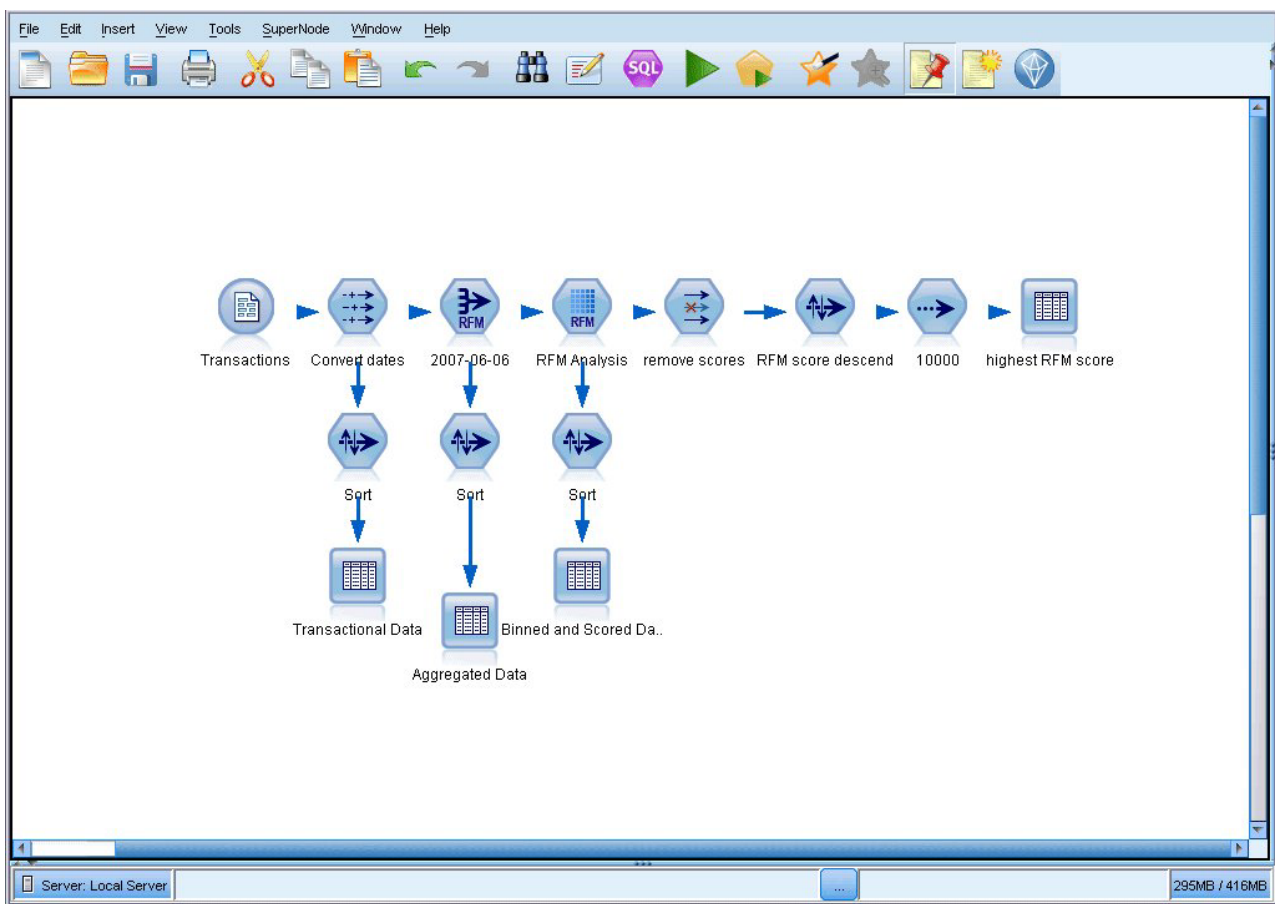 File Edit Insert View Tools SuperNode Window Help
SQL
RFM
RFM
Transactions Convert dates 2007-06-06 RFM Analysis remove scores RFM score descend 10000 highest RFM score
Sort Sort Sort
Transactional Data Binned and Scored Da..
Aggregated Data
...
Server: Local Server 295MB / 416MB